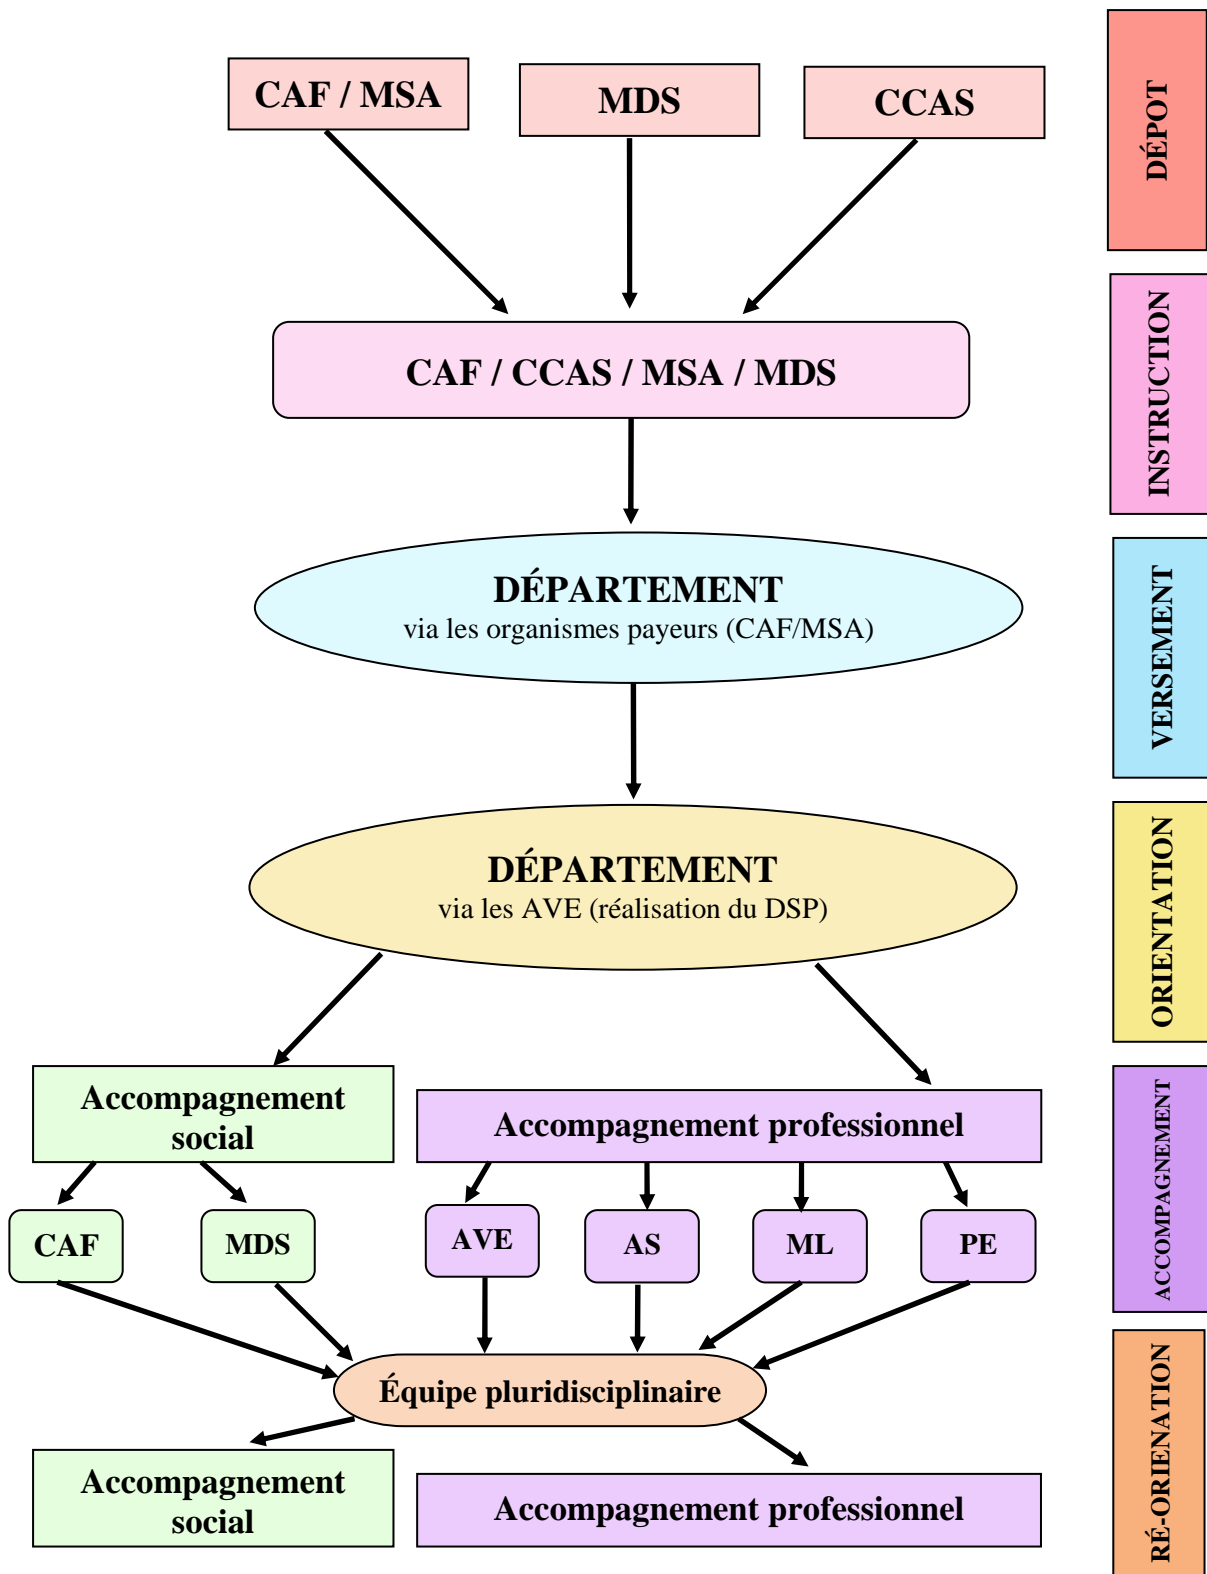 CAF / MSA
MDS
CCAS
DÉPOT
CAF / CCAS / MSA / MDS
INSTRUCTION
DÉPARTEMENT
via les organismes payeurs (CAF/MSA)
VERSEMENT
DÉPARTEMENT
via les AVE (réalisation du DSP)
ORIENTATION
Accompagnement
social
Accompagnement professionnel
CAF
MDS
AVE
AS
ML
PE
ACCOMPAGNEMENT
Équipe pluridisciplinaire
Accompagnement
social
Accompagnement professionnel
RÉ-ORIENATION